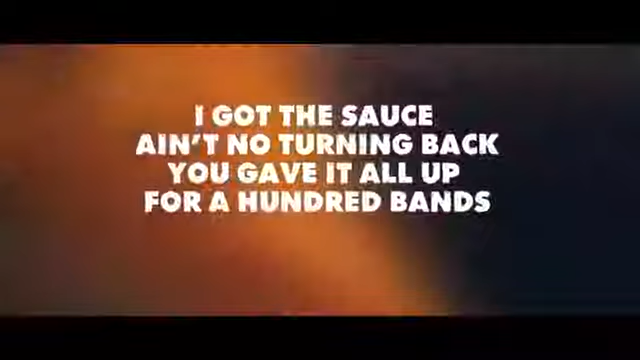 I GOT THE SAUCE
AIN'T NO TURNING BACK
YOU GAVE IT ALL UP
FOR A HUNDRED BANDS